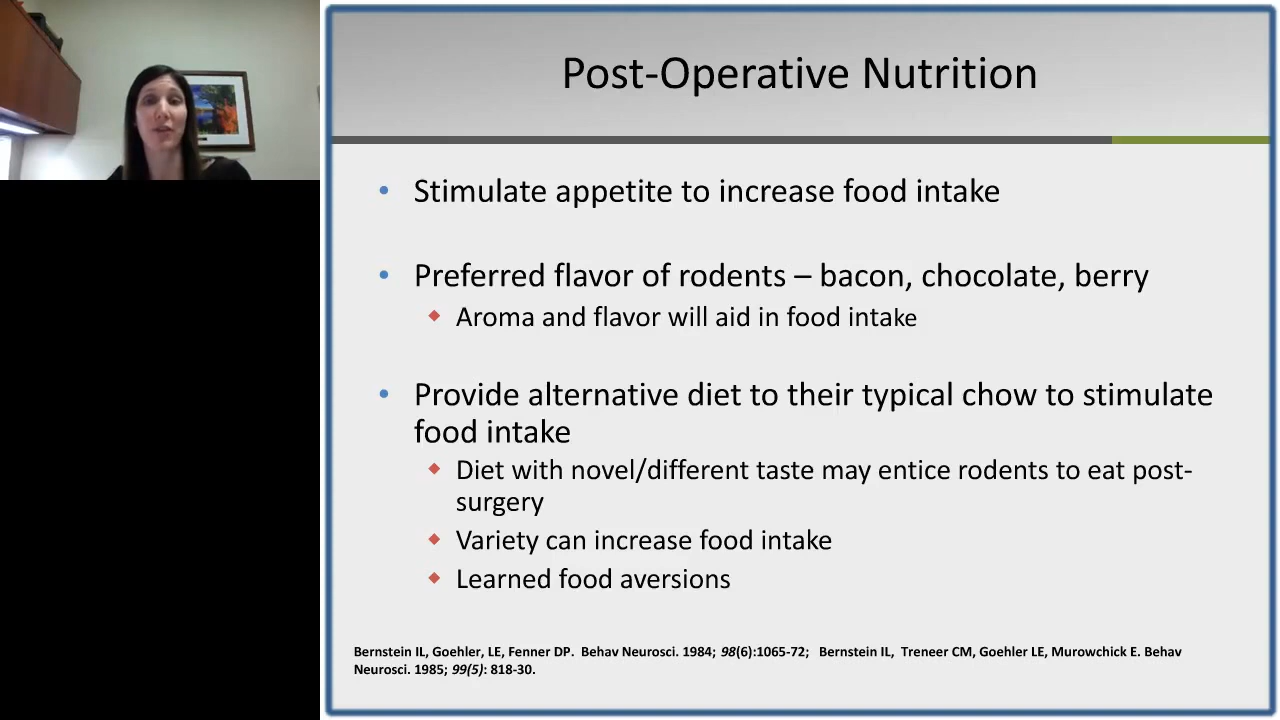 Post-Operative Nutrition
• Stimulate appetite to increase food intake
• Preferred flavor of rodents – bacon, chocolate, berry
◆ Aroma and flavor will aid in food intake
• Provide alternative diet to their typical chow to stimulate
food intake
◆ Diet with novel/different taste may entice rodents to eat post-
surgery
◆ Variety can increase food intake
◆ Learned food aversions
Bernstein IL, Goehler, LE, Fenner DP. Behav Neurosci. 1984; 98(6):1065-72; Bernstein IL, Treneer CM, Goehler LE, Murowchick E. Behav
Neurosci. 1985; 99(5): 818-30.